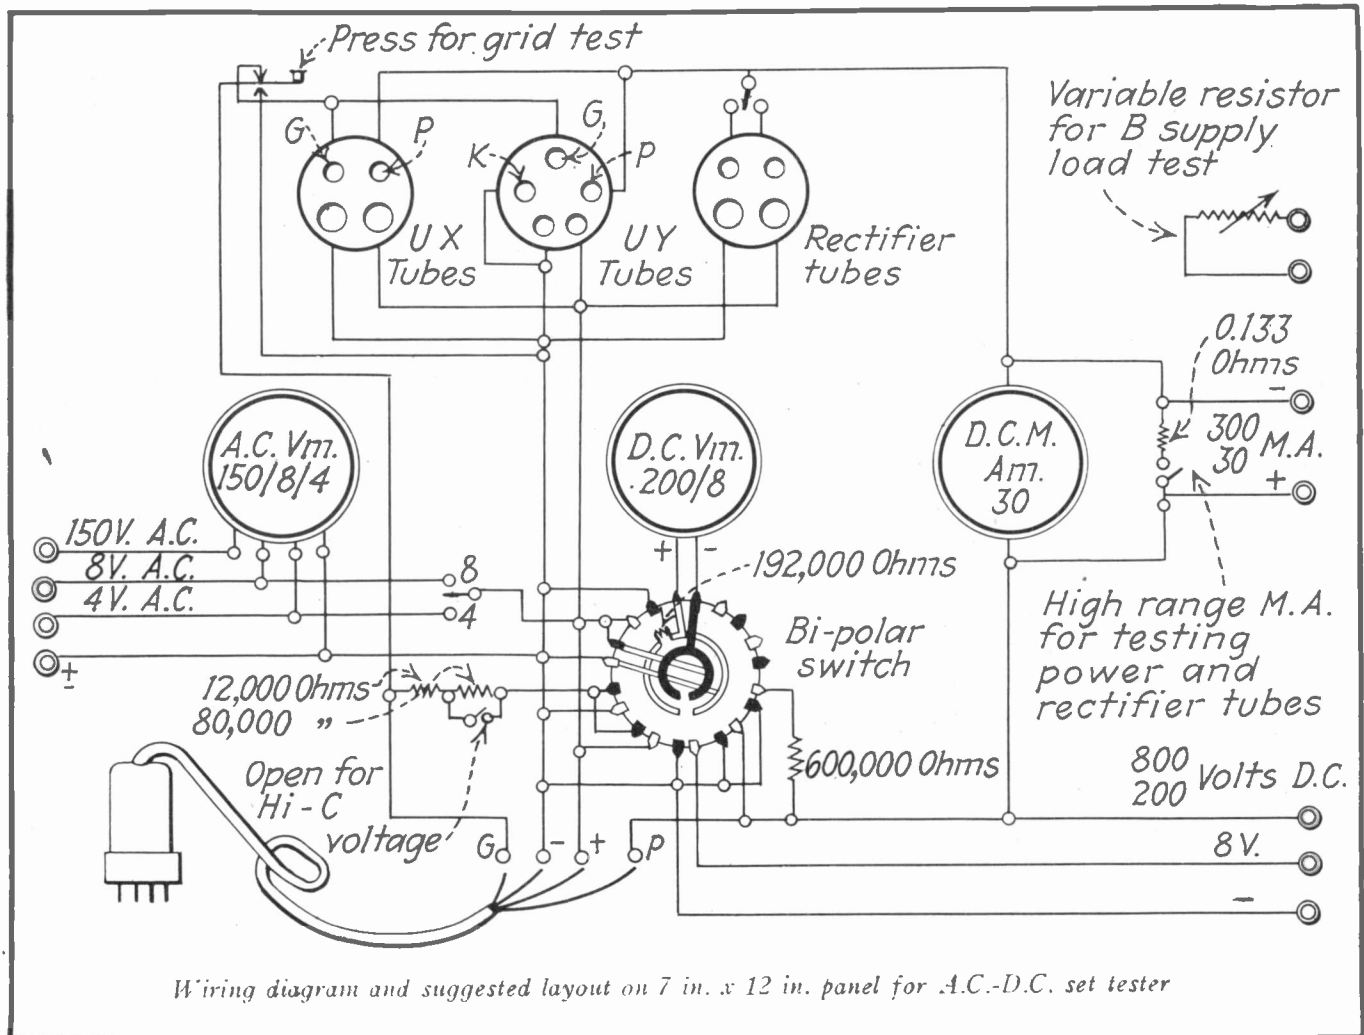 Press for grid test
G
P
K
G
P
UX
Tubes
UY
Tubes
Rectifier
tubes
Variable resistor
for B supply
load test
0.133
Ohms
-
300
30
M.A.
+
A.C. Vm.
150/8/4
D.C. Vm.
200/8
D.C.M.
Am.
30
150V. A.C.
8V. A.C.
4V. A.C.
±
8
4
+ -
192,000 Ohms
Bi-polar
switch
High range M.A.
for testing
power and
rectifier tubes
12,000 Ohms
80,000 "
600,000 Ohms
Open for
Hi-C
voltage
G - + P
800
200
Volts D.C.
8V.
-
Wiring diagram and suggested layout on 7 in. x 12 in. panel for A.C.-D.C. set tester